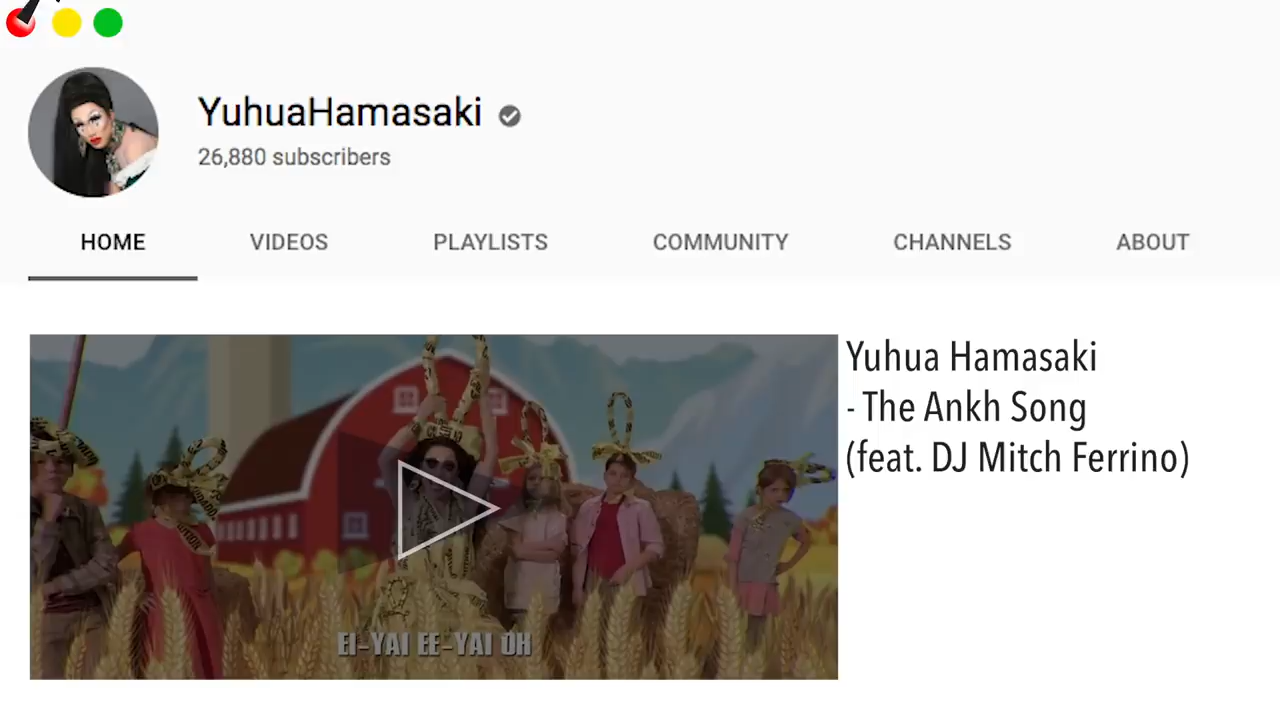 YuhuaHamasaki
26,880 subscribers
HOME VIDEOS PLAYLISTS COMMUNITY CHANNELS ABOUT
Yuhua Hamasaki
- The Ankh Song
(feat. DJ Mitch Ferrino)
EI-YAI EE-YAI OH